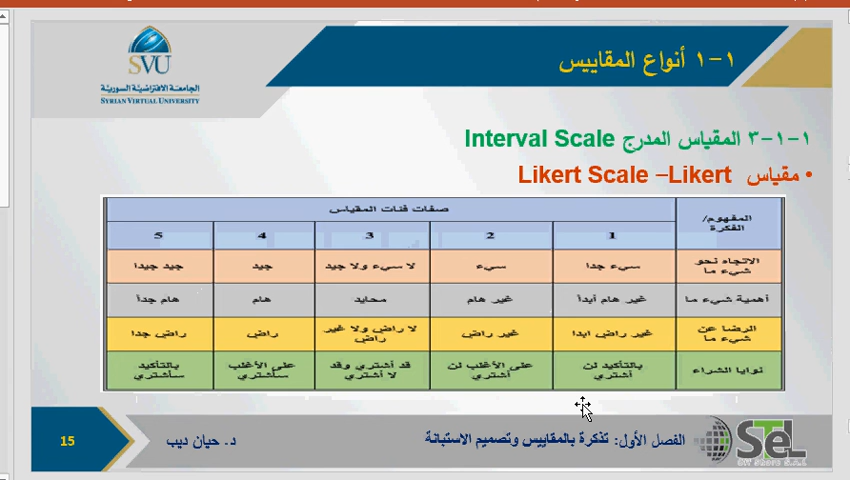 SVU
الجامعة الافتراضية السورية
SYRIAN VIRTUAL UNIVERSITY
١-١ أنواع المقاييس
١-١-٣ المقياس المدرج Interval Scale
• مقياس Likert Scale –Likert
المفهوم/ الفكرة
صفات فئات المقياس
1 2 3 4 5
الاتجاه نحو شيء ما
سيء جدا
سيء
لا سيء ولا جيد
جيد
جيد جيدا
أهمية شيء ما
غير هام أبدأ
غير هام
محايد
هام
هام جدأ
الرضا عن شيء ما
غير راضي ابدا
غير راضي
لا راضي ولا غير راضي
راضي
راضي جدا
نوايا الشراء
بالتأكيد لن أشتري
على الأغلب لن أشتري
قد أشتري وقد لا أشتري
على الأغلب سأشتري
بالتأكيد سأشتري
الفصل الأول: تذكرة بالمقاييس وتصميم الاستبانة
د. حيان ديب
15
STeL